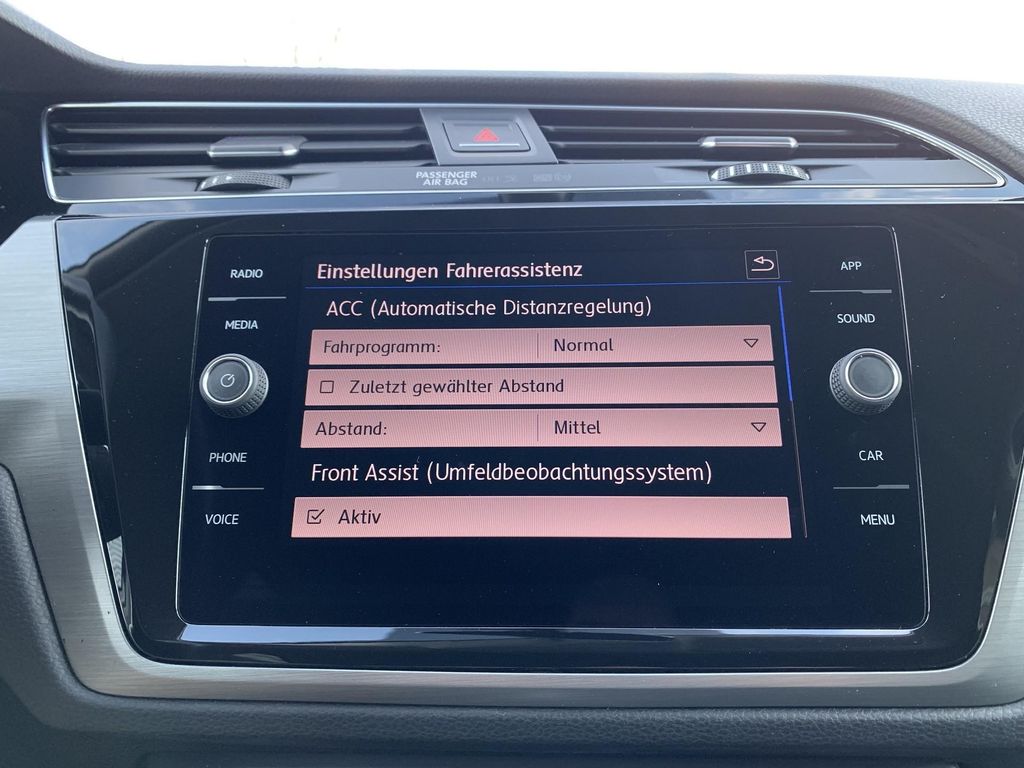 PASSENGER
AIR BAG
RADIO
MEDIA
PHONE
VOICE
Einstellungen Fahrerassistenz
ACC (Automatische Distanzregelung)
Fahrprogramm: Normal
Zuletzt gewählter Abstand
Abstand: Mittel
Front Assist (Umfeldbeobachtungssystem)
Aktiv
APP
SOUND
CAR
MENU